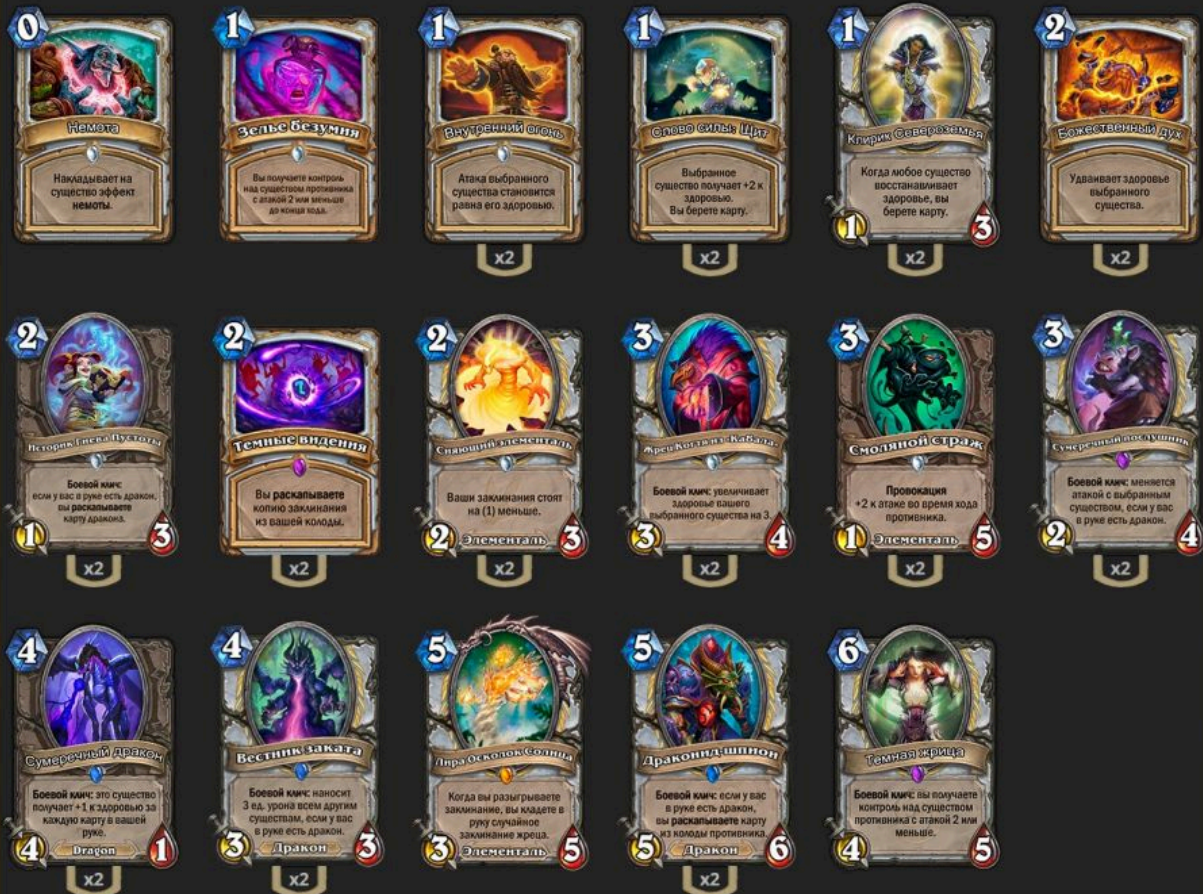 0
Немота
Накладывает на
существо эффект
немоты.
1
Зелье безумия
Вы получаете контроль
над существом противника
с атакой 2 или меньше
до конца хода.
1
Внутренний огонь
Атака выбранного
существа становится
равна его здоровью.
x2
1
Слово силы: Щит
Выбранное
существо получает +2 к
здоровью.
Вы берете карту.
x2
1
Клирик Североземья
Когда любое существо
восстанавливает
здоровье, вы
берете карту.
1
3
x2
2
Божественный дух
Удваивает здоровье
выбранного
существа.
x2
2
Историк Гнева Пустоты
Боевой клич:
если у вас в руке есть дракон,
вы раскапываете
карту дракона.
1
3
x2
2
Темные видения
Вы раскапываете
копию заклинания
из вашей колоды.
x2
2
Сияющий элементаль
Ваши заклинания стоят
на (1) меньше.
2
Элементаль
3
x2
3
Жрец Когтя из «Кабала»
Боевой клич: увеличивает
здоровье вашего
выбранного существа на 3.
3
4
x2
3
Смоляной страж
Провокация
+2 к атаке во время хода
противника.
1
Элементаль
5
x2
3
Сумеречный послушник
Боевой клич: меняется
атакой с выбранным
существом, если у вас
в руке есть дракон.
2
4
x2
4
Сумеречный дракон
Боевой клич: это существо
получает +1 к здоровью за
каждую карту в вашей
руке.
4
Dragon
1
x2
4
Вестник заката
Боевой клич: наносит
3 ед. урона всем другим
существам, если у вас
в руке есть дракон.
3
Дракон
3
x2
5
Лира Осколок Солнца
Когда вы разыгрываете
заклинание, вы кладете в
руку случайное
заклинание жреца.
3
Элементаль
5
5
Драконид-шпион
Боевой клич: если у вас
в руке есть дракон,
вы раскапываете карту
из колоды противника.
5
Дракон
6
x2
6
Темная жрица
Боевой клич: вы получаете
контроль над существом
противника с атакой 2 или
меньше.
4
5